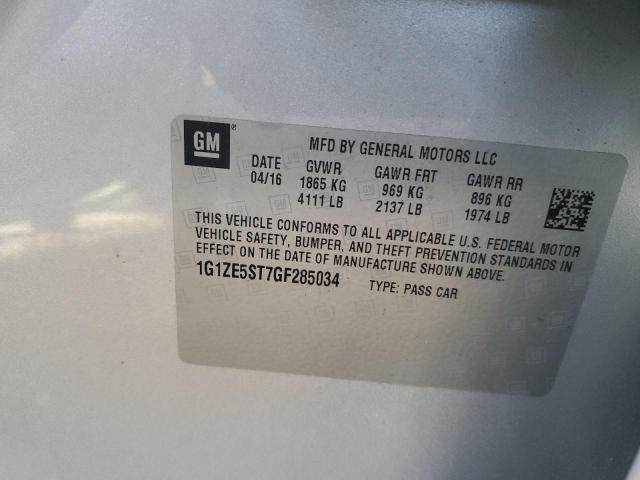 GM®
MFD BY GENERAL MOTORS LLC
DATE GVWR GAWR FRT GAWR RR
04/16 1865 KG 969 KG 896 KG
4111 LB 2137 LB 1974 LB
THIS VEHICLE CONFORMS TO ALL APPLICABLE U.S. FEDERAL MOTOR
VEHICLE SAFETY, BUMPER, AND THEFT PREVENTION STANDARDS IN
EFFECT ON THE DATE OF MANUFACTURE SHOWN ABOVE.
1G1ZE5ST7GF285034 TYPE: PASS CAR